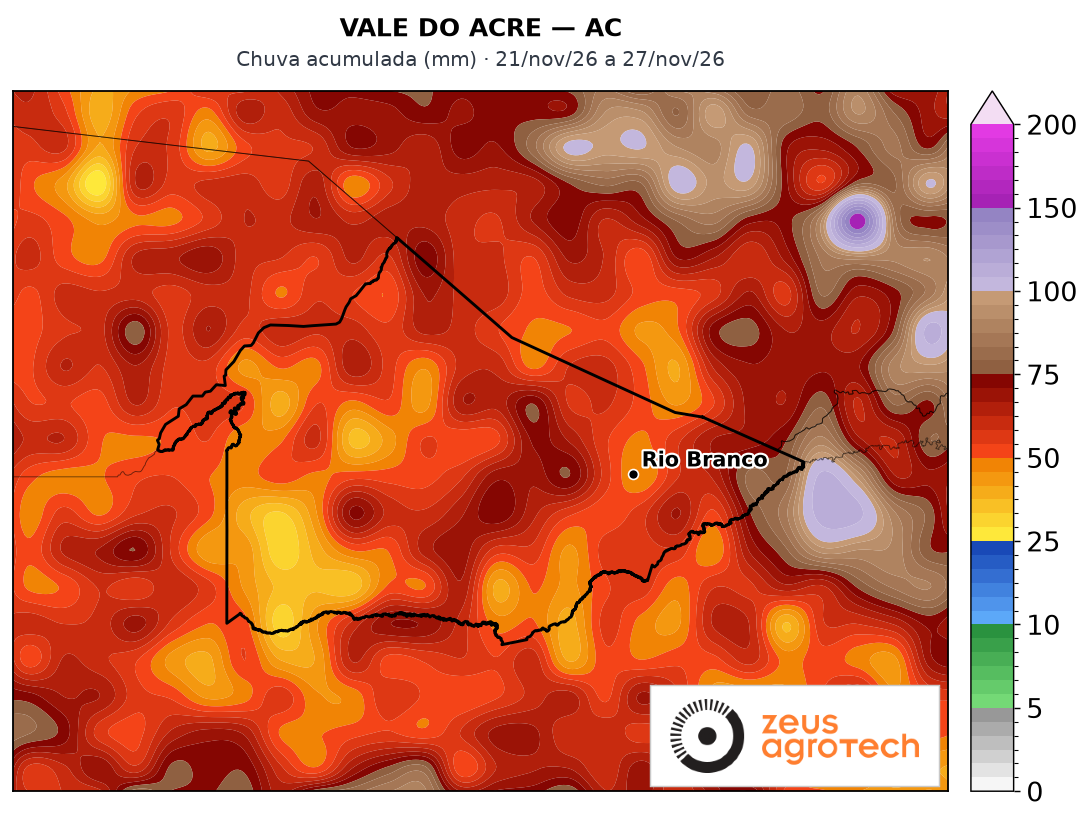 VALE DO ACRE — AC
Chuva acumulada (mm) · 21/nov/26 a 27/nov/26
Rio Branco
200
150
100
75
50
25
10
5
0
zeus
agrotech